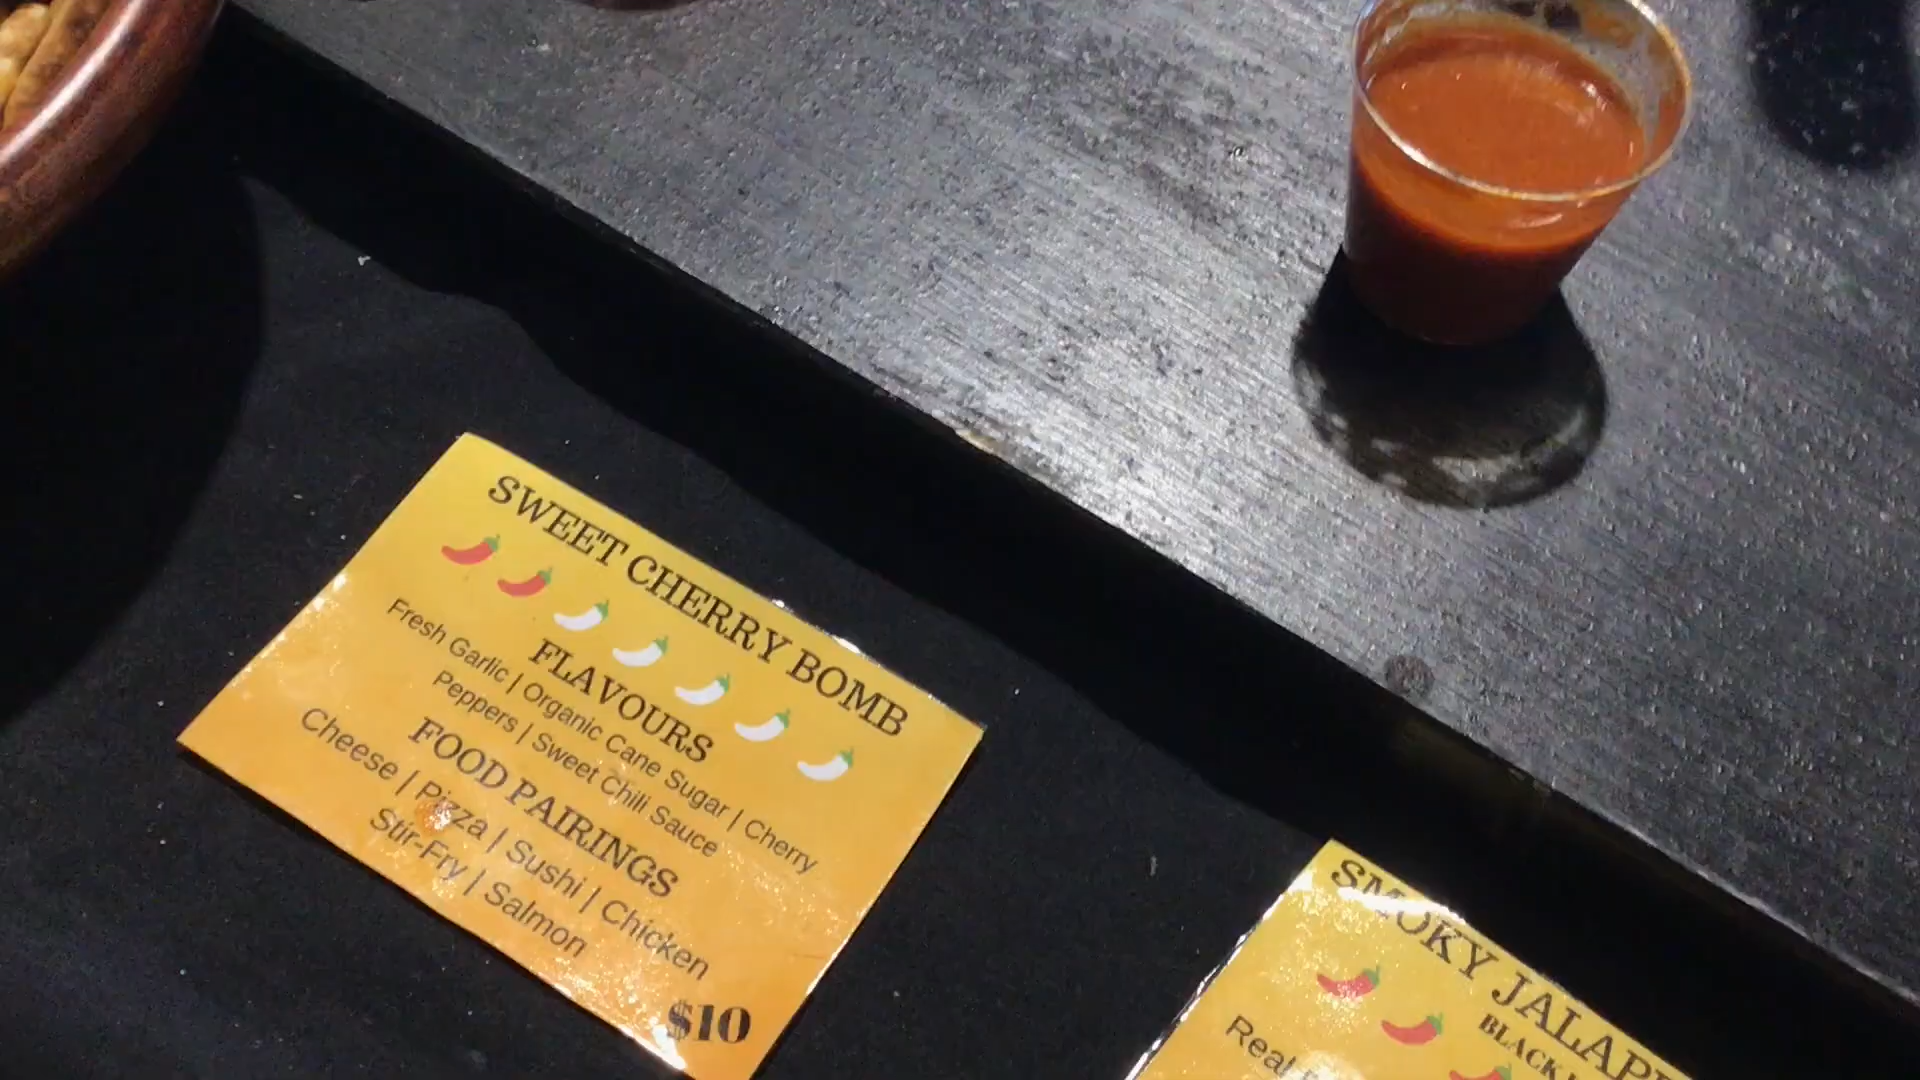 SWEET CHERRY BOMB
FLAVOURS
Fresh Garlic | Organic Cane Sugar | Cherry
Peppers | Sweet Chili Sauce
FOOD PAIRINGS
Cheese | Pizza | Sushi | Chicken
Stir-Fry | Salmon
$10
SMOKY
BLACK
Real